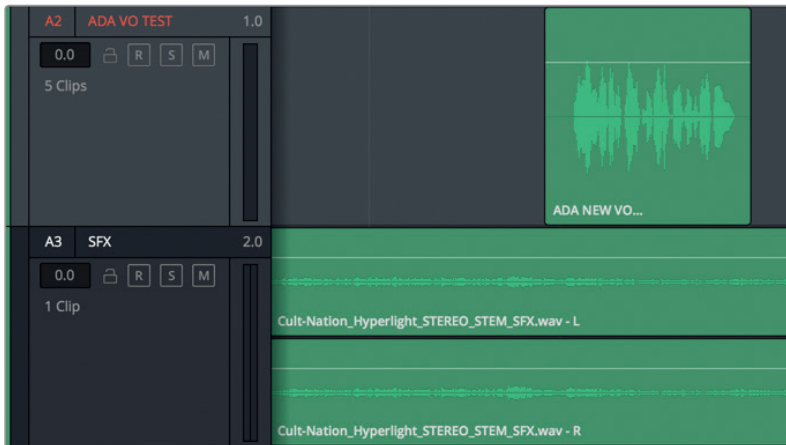 A2 ADA VO TEST 1.0
0.0 R S M
5 Clips
ADA NEW VO...
A3 SFX 2.0
0.0 R S M
1 Clip
Cult-Nation_Hyperlight_STEREO_STEM_SFX.wav - L
Cult-Nation_Hyperlight_STEREO_STEM_SFX.wav - R